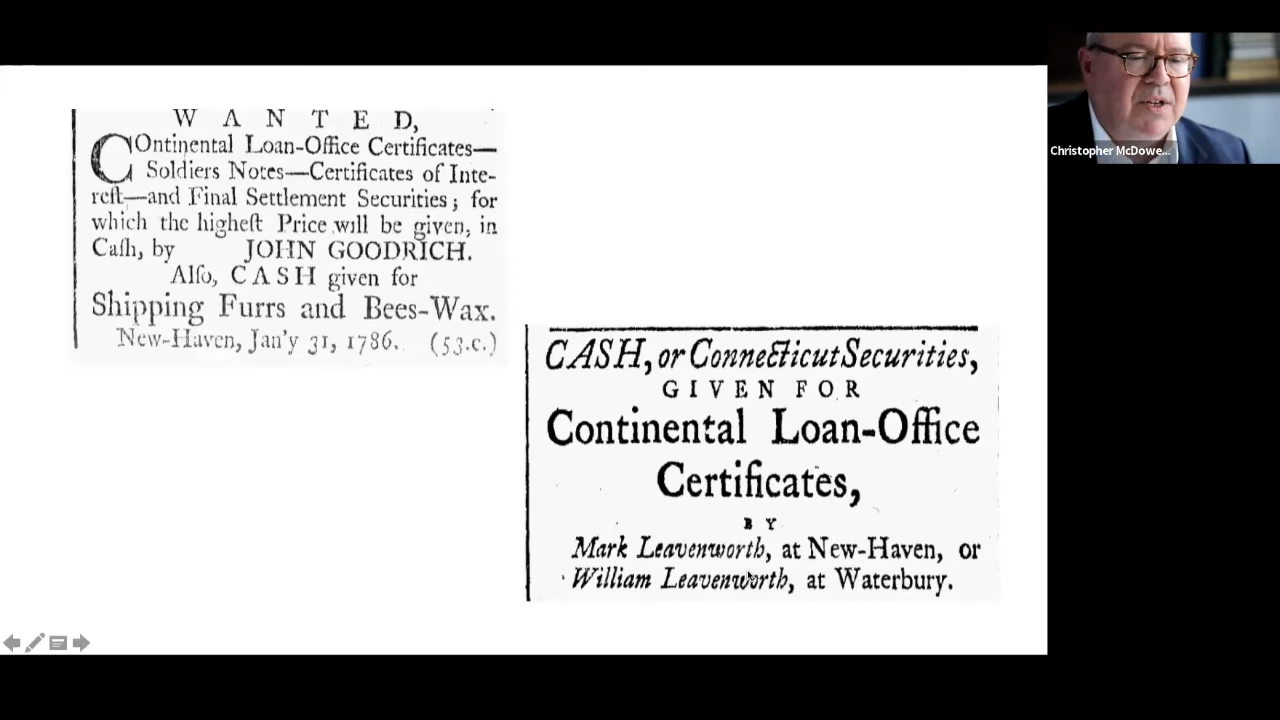 W A N T E D,
COntinental Loan-Office Certificates—
Soldiers Notes—Certificates of Inte-
reſt—and Final Settlement Securities; for
which the higheſt Price will be given, in
Caſh, by JOHN GOODRICH.
Alſo, CASH given for
Shipping Furrs and Bees-Wax.
New-Haven, Jan'y 31, 1786. (53.c.)
CASH, or Connecticut Securities,
GIVEN FOR
Continental Loan-Office
Certificates,
BY
Mark Leavenworth, at New-Haven, or
William Leavenworth, at Waterbury.
Christopher McDowe...